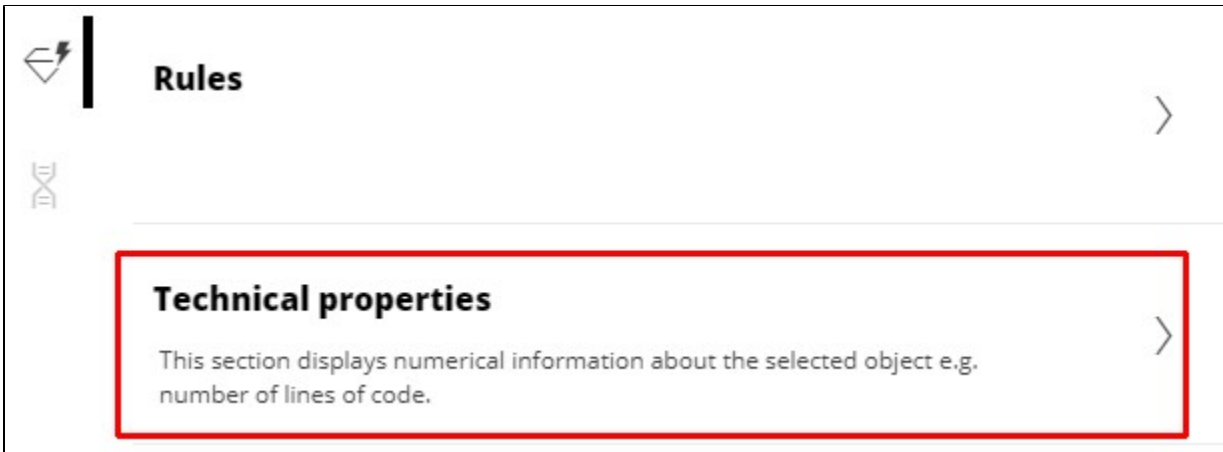 Rules
Technical properties
This section displays numerical information about the selected object e.g.
number of lines of code.